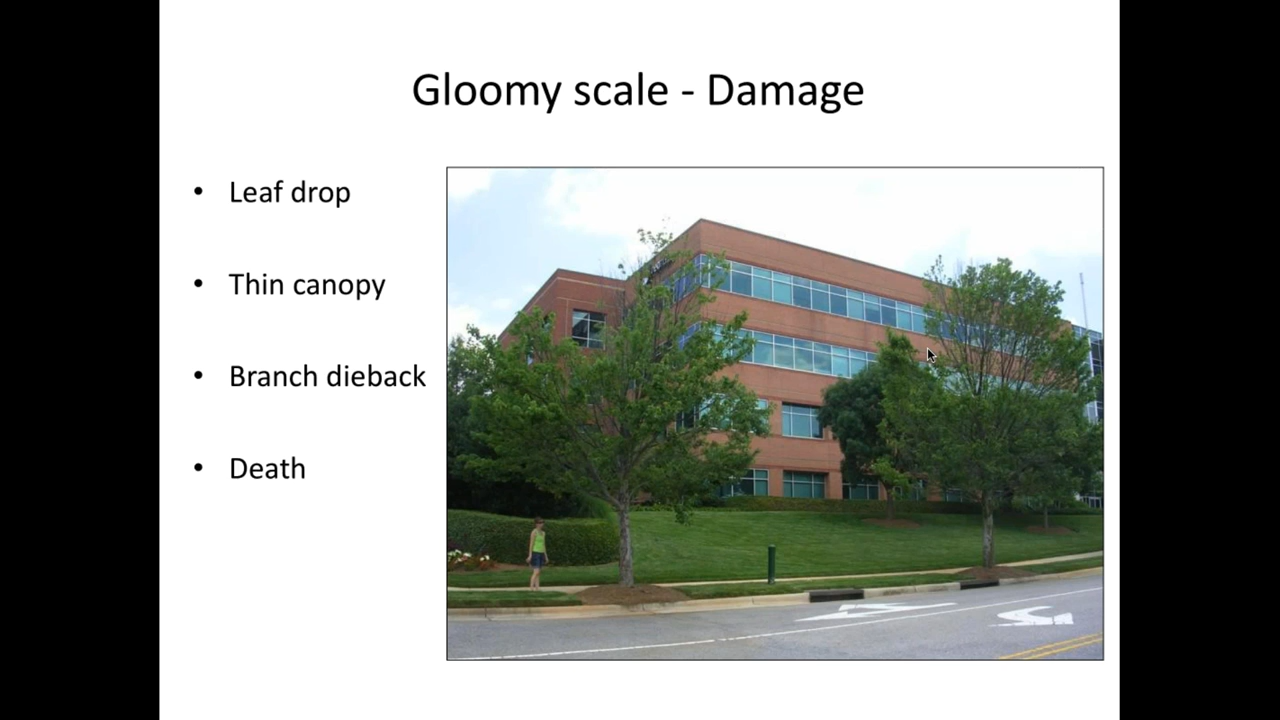 Gloomy scale - Damage
• Leaf drop
• Thin canopy
• Branch dieback
• Death